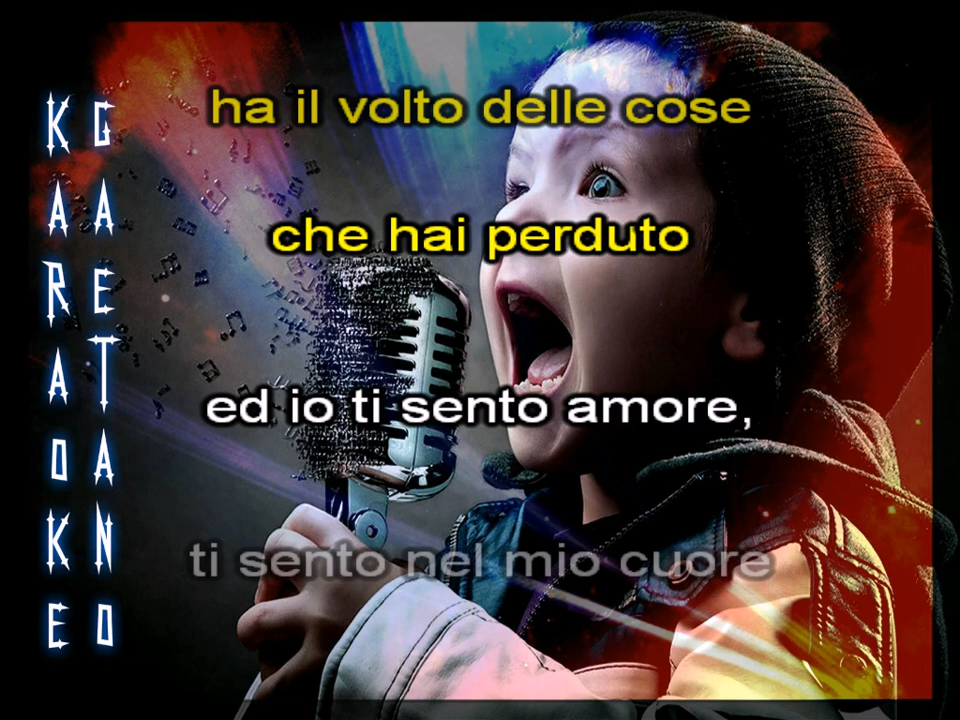 KARAOKE
GAETANO
ha il volto delle cose
che hai perduto
ed io ti sento amore,
ti sento nel mio cuore